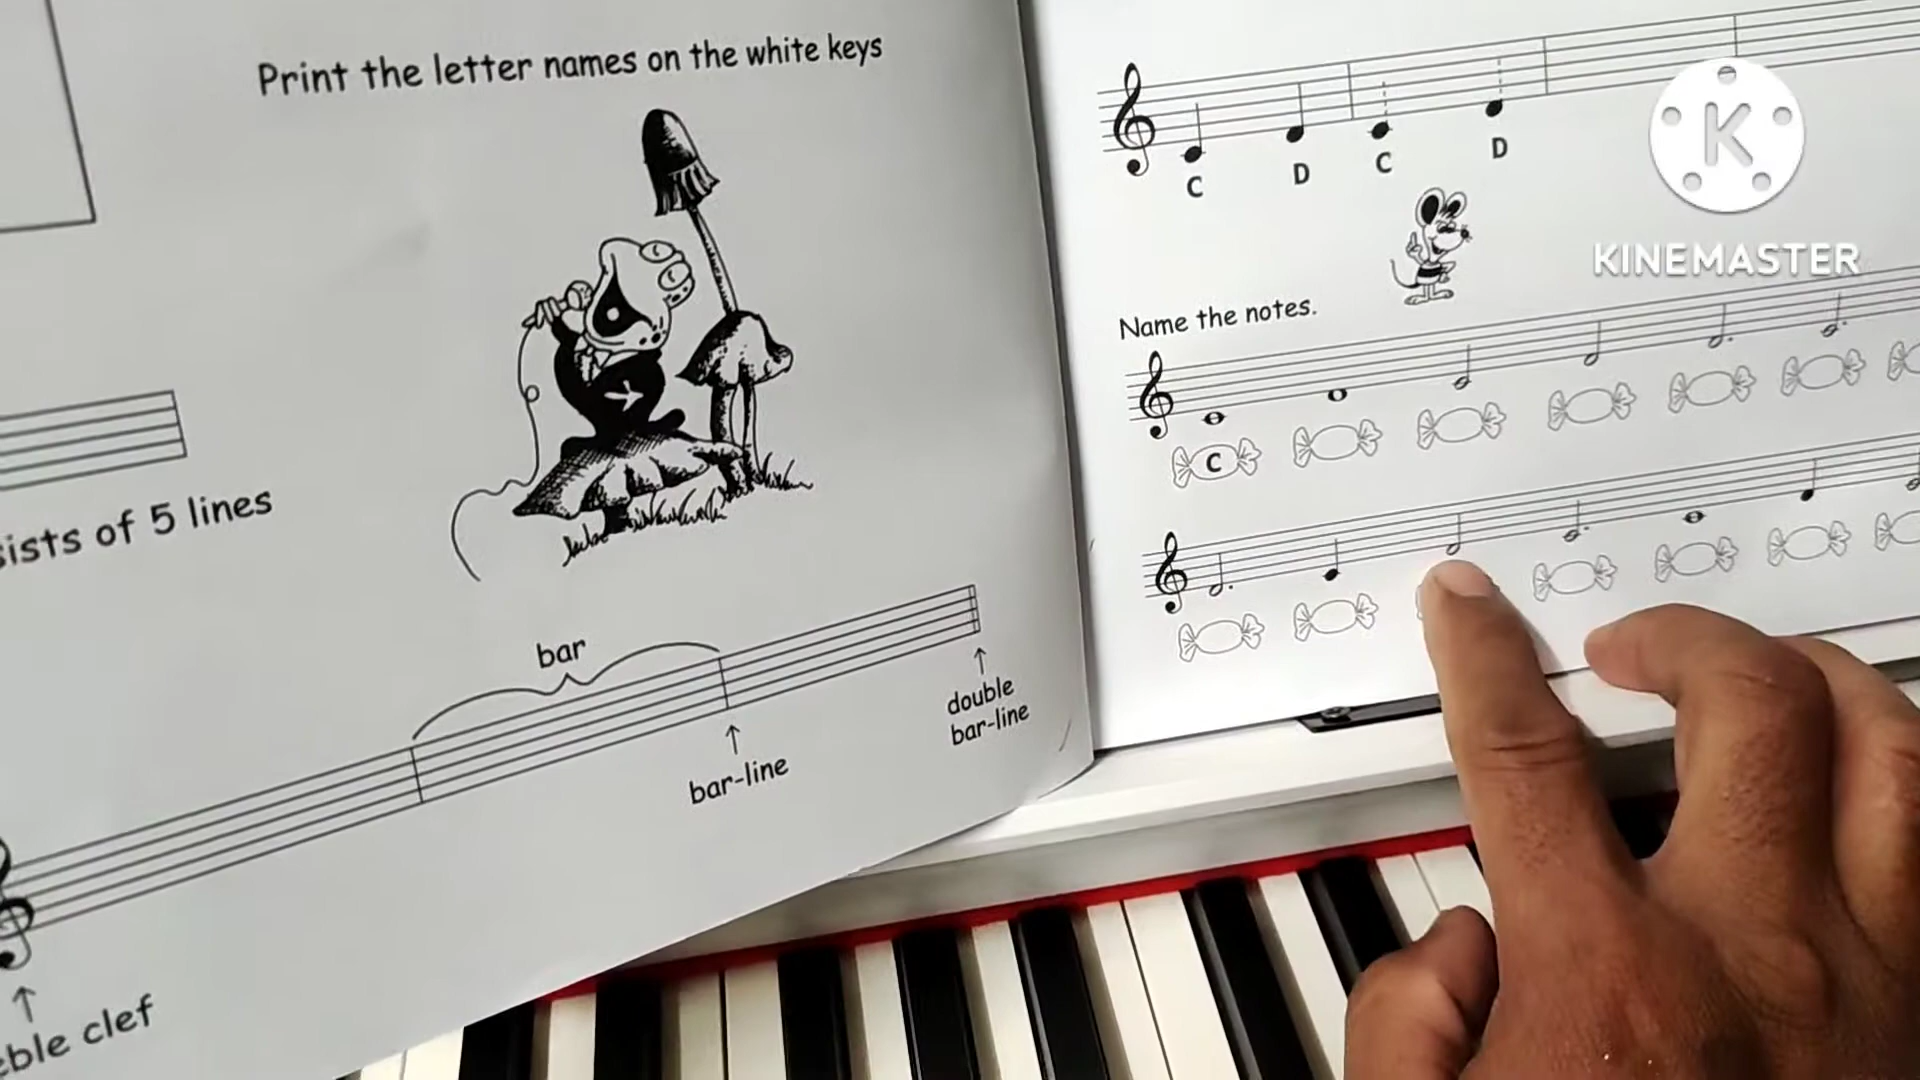 Print the letter names on the white keys
sists of 5 lines
bar
bar-line
double
bar-line
eble clef
C D C D
Name the notes.
C
K
KINEMASTER